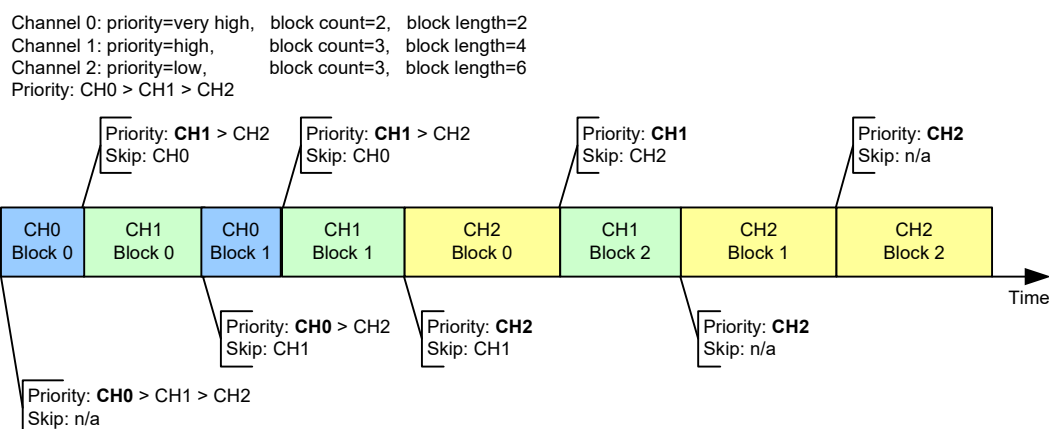 Channel 0: priority=very high, block count=2, block length=2
Channel 1: priority=high, block count=3, block length=4
Channel 2: priority=low, block count=3, block length=6
Priority: CH0 > CH1 > CH2
Priority: CH1 > CH2
Skip: CH0
Priority: CH1 > CH2
Skip: CH0
Priority: CH1
Skip: CH2
Priority: CH2
Skip: n/a
CH0
Block 0
CH1
Block 0
CH0
Block 1
CH1
Block 1
CH2
Block 0
CH1
Block 2
CH2
Block 1
CH2
Block 2
Time
Priority: CH0 > CH2
Skip: CH1
Priority: CH2
Skip: CH1
Priority: CH2
Skip: n/a
Priority: CH0 > CH1 > CH2
Skip: n/a